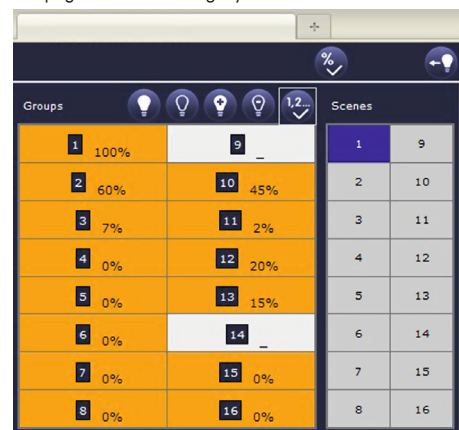 %
Groups 1,2... Scenes
1 100% 9 _ 1 9
2 60% 10 45% 2 10
3 7% 11 2% 3 11
4 0% 12 20% 4 12
5 0% 13 15% 5 13
6 0% 14 _ 6 14
7 0% 15 0% 7 15
8 0% 16 0% 8 16